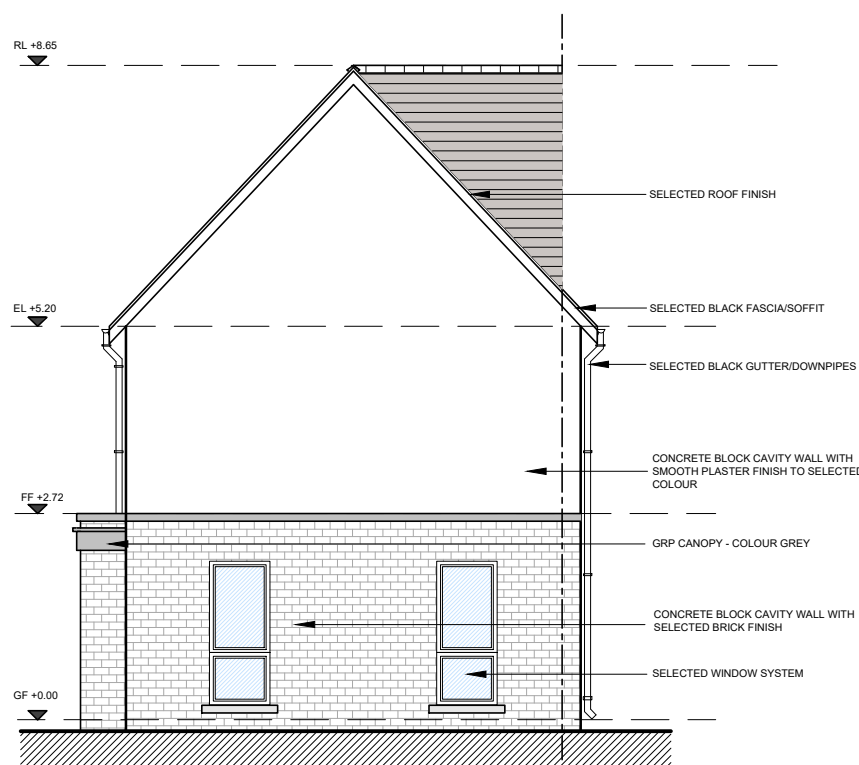 RL +8.65
SELECTED ROOF FINISH
EL +5.20
SELECTED BLACK FASCIA/SOFFIT
SELECTED BLACK GUTTER/DOWNPIPES
CONCRETE BLOCK CAVITY WALL WITH
SMOOTH PLASTER FINISH TO SELECTED
COLOUR
FF +2.72
GRP CANOPY - COLOUR GREY
CONCRETE BLOCK CAVITY WALL WITH
SELECTED BRICK FINISH
SELECTED WINDOW SYSTEM
GF +0.00